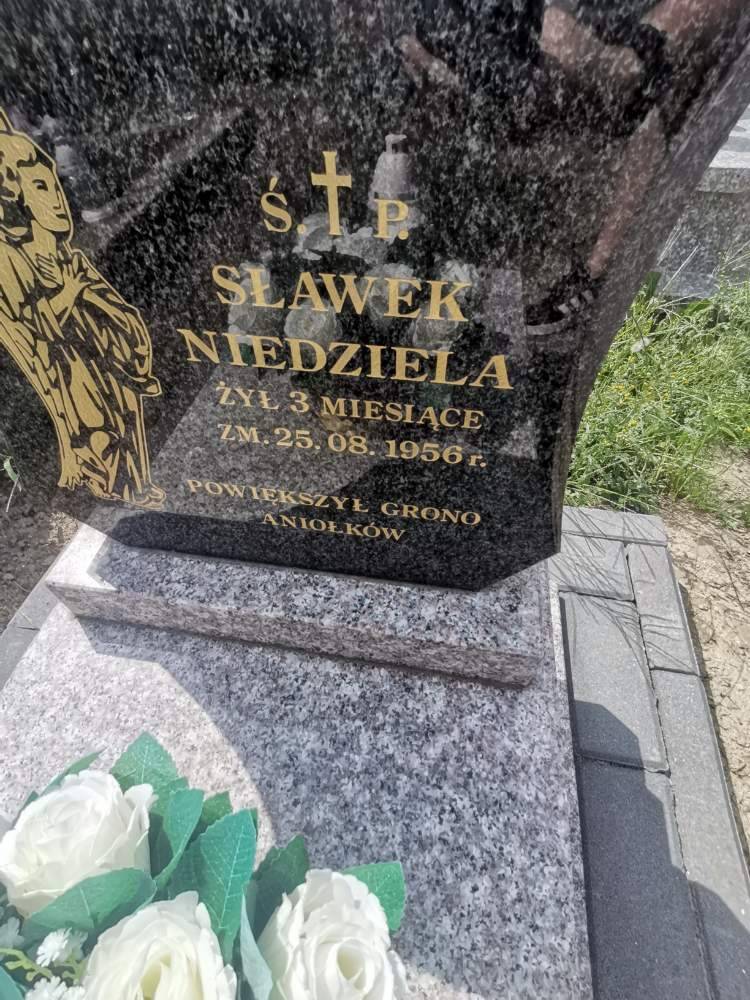 Ś. P.
SŁAWEK
NIEDZIELA
ŻYŁ 3 MIESIĄCE
ZM. 25.08.1956 r.
POWIĘKSZYŁ GRONO
ANIOŁKÓW